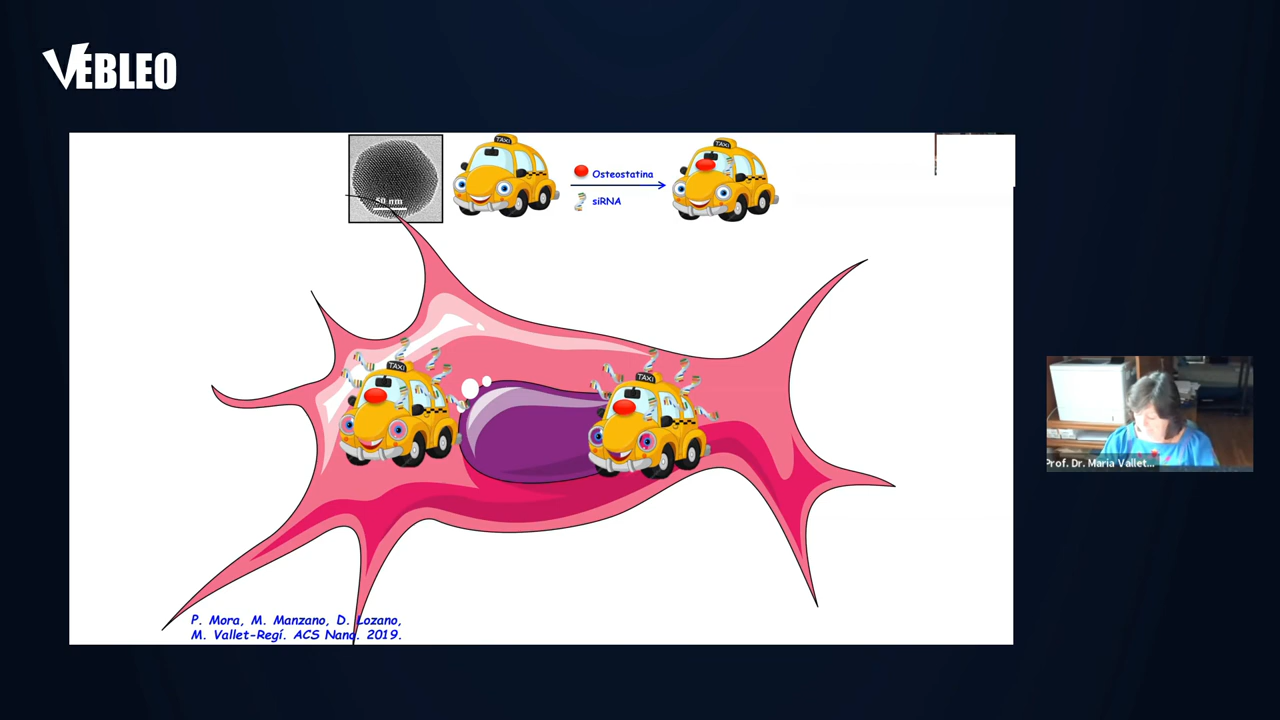 VEBLEO
TAXI
TAXI
50 nm
Osteostatina
siRNA
TAXI
TAXI
Prof. Dr. Maria Vallet...
P. Mora, M. Manzano, D. Lozano,
M. Vallet-Regí. ACS Nano. 2019.